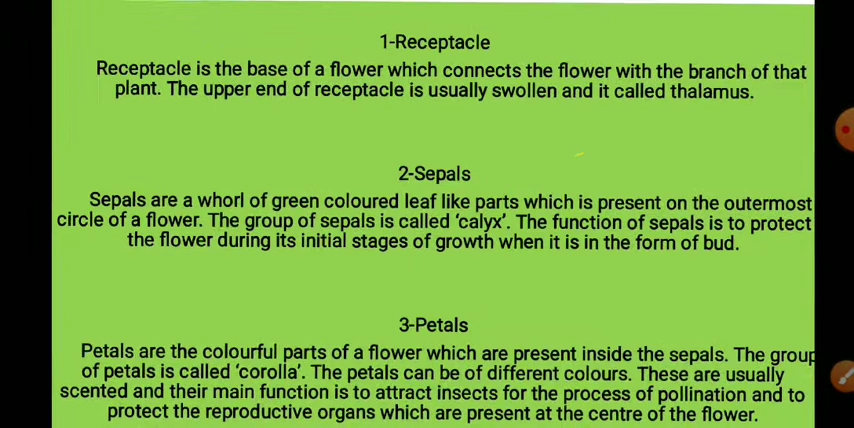 1-Receptacle
Receptacle is the base of a flower which connects the flower with the branch of that
plant. The upper end of receptacle is usually swollen and it called thalamus.
2-Sepals
Sepals are a whorl of green coloured leaf like parts which is present on the outermost
circle of a flower. The group of sepals is called ‘calyx’. The function of sepals is to protect
the flower during its initial stages of growth when it is in the form of bud.
3-Petals
Petals are the colourful parts of a flower which are present inside the sepals. The group
of petals is called ‘corolla’. The petals can be of different colours. These are usually
scented and their main function is to attract insects for the process of pollination and to
protect the reproductive organs which are present at the centre of the flower.